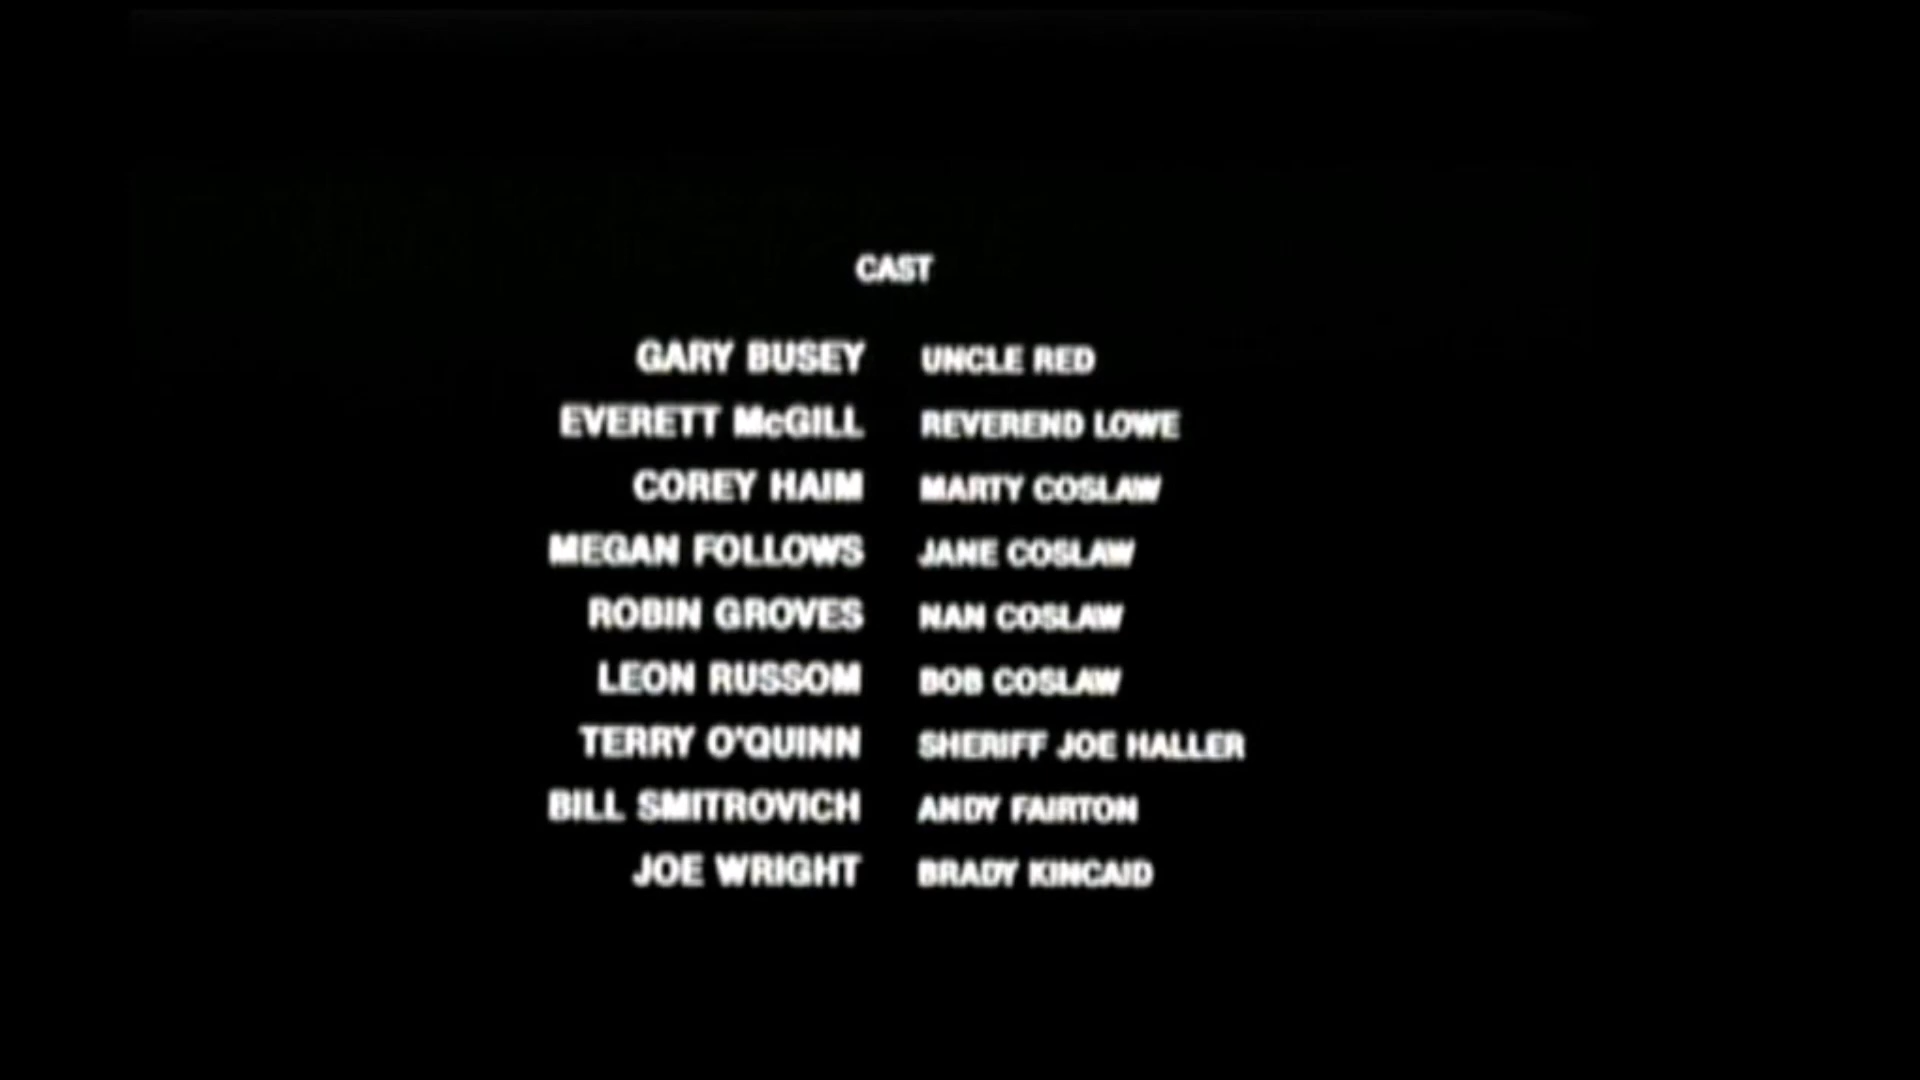 CAST
GARY BUSEY UNCLE RED
EVERETT McGILL REVEREND LOWE
COREY HAIM MARTY COSLAW
MEGAN FOLLOWS JANE COSLAW
ROBIN GROVES NAN COSLAW
LEON RUSSOM BOB COSLAW
TERRY O'QUINN SHERIFF JOE HALLER
BILL SMITROVICH ANDY FAIRTON
JOE WRIGHT BRADY KINCAID